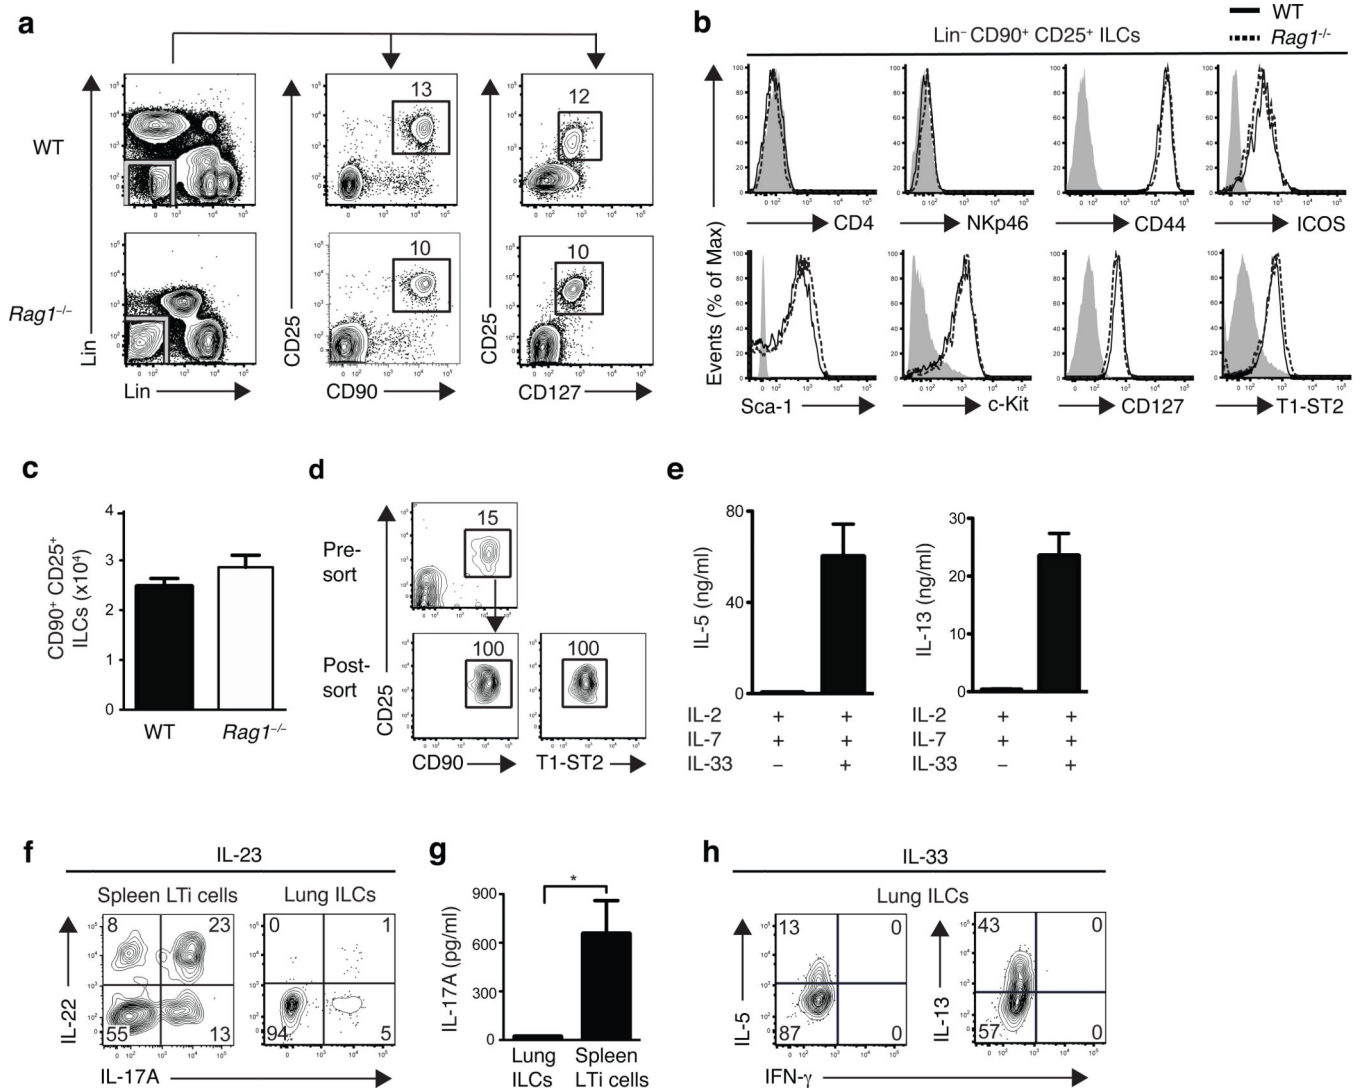 a
WT
Rag1–/–
13
12
10
10
Lin
CD25
CD25
Lin
CD90
CD127
b
WT
Rag1-/-
Lin– CD90+ CD25+ ILCs
Events (% of Max)
CD4
NKp46
CD44
ICOS
Sca-1
c-Kit
CD127
T1-ST2
c
CD90+ CD25+
ILCs (x10⁴)
4
3
2
1
0
WT
Rag1–/–
d
Pre-
sort
15
Post-
sort
100
100
CD25
CD90
T1-ST2
e
IL-5 (ng/ml)
80
40
0
IL-2 + +
IL-7 + +
IL-33 – +
IL-13 (ng/ml)
30
20
10
0
IL-2 + +
IL-7 + +
IL-33 – +
f
IL-23
Spleen LTi cells
Lung ILCs
8 23
55 13
0 1
94 5
IL-22
IL-17A
g
*
IL-17A (pg/ml)
900
600
300
0
Lung
ILCs
Spleen
LTi cells
h
IL-33
Lung ILCs
13 0
87 0
43 0
57 0
IL-5
IL-13
IFN-γ